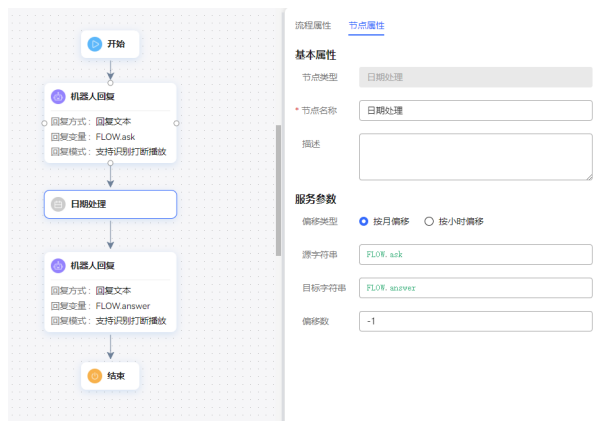 开始
机器人回复
回复方式： 回复文本
回复变量： FLOW.ask
回复模式： 支持识别打断播放
日期处理
机器人回复
回复方式： 回复文本
回复变量： FLOW.answer
回复模式： 支持识别打断播放
结束
流程属性 节点属性
基本属性
节点类型 日期处理
* 节点名称 日期处理
描述
服务参数
偏移类型 按月偏移 按小时偏移
源字符串 FLOW.ask
目标字符串 FLOW.answer
偏移数 -1